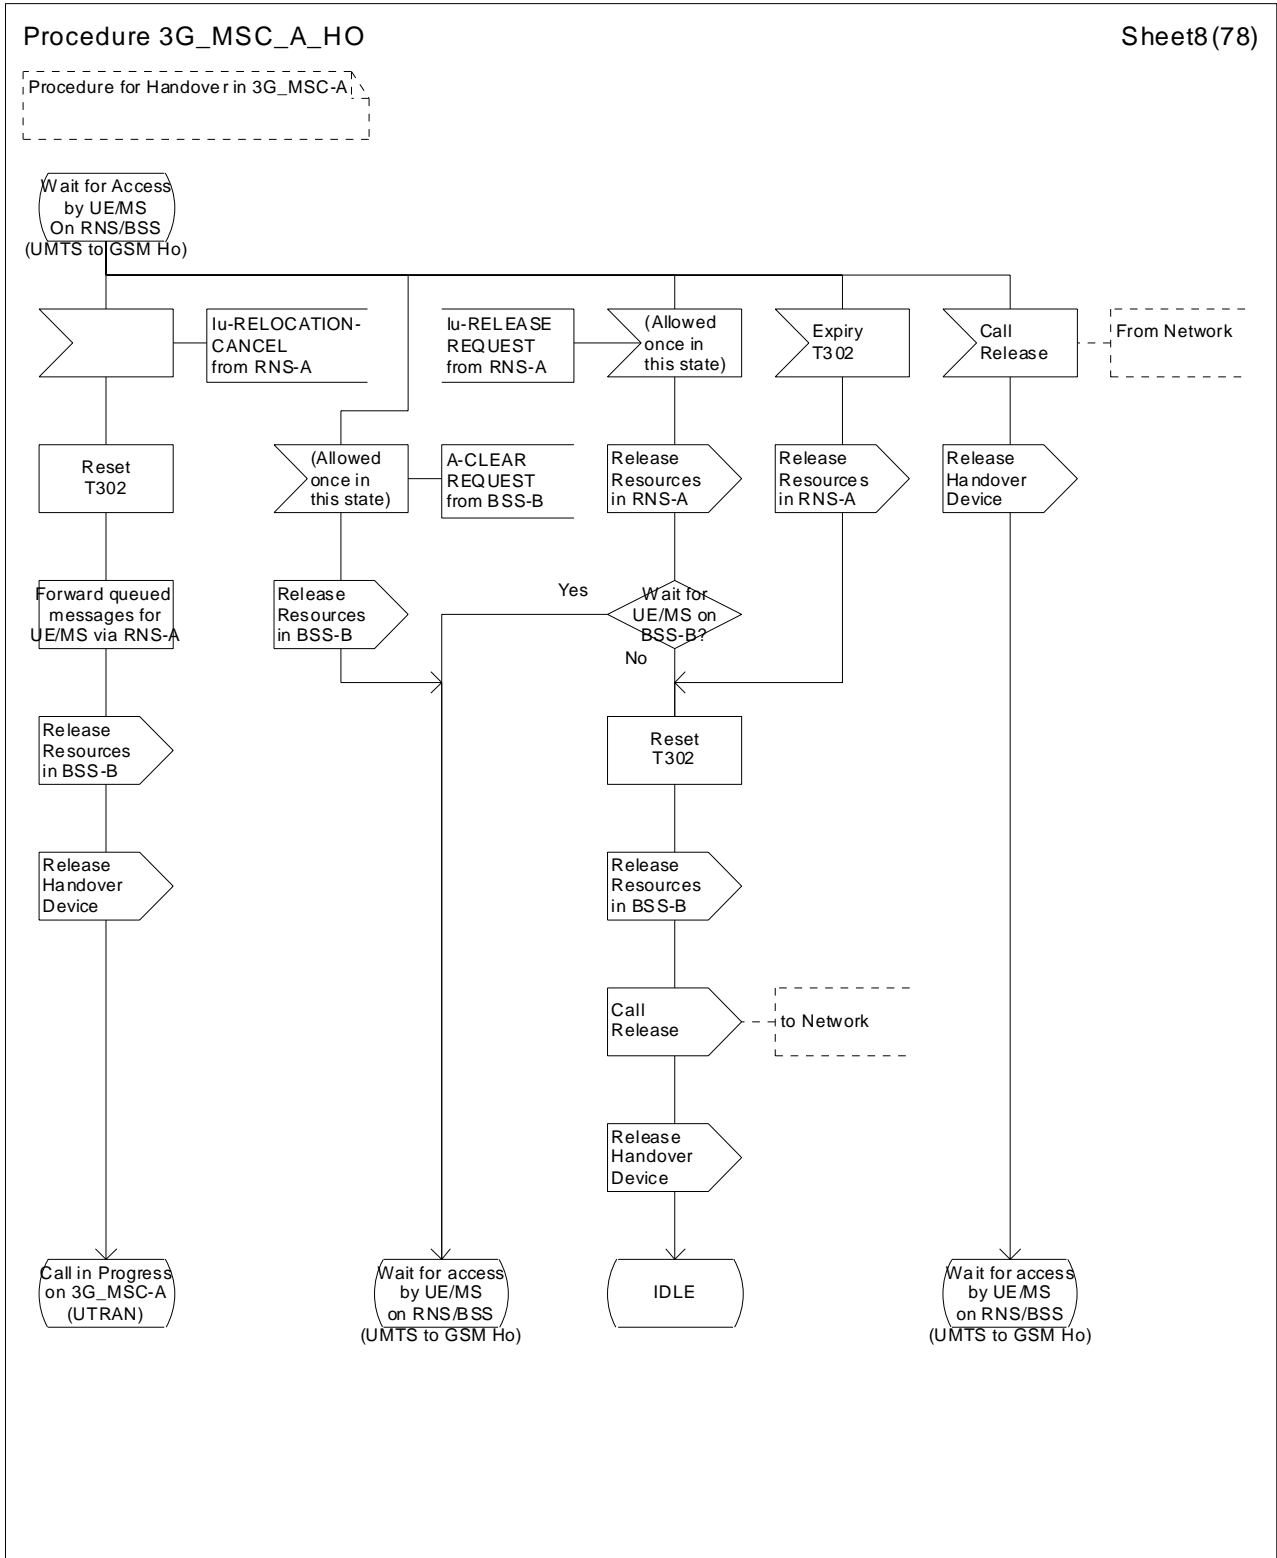 Procedure 3G_MSC_A_HO
Sheet8(78)
Procedure for Handover in 3G_MSC-A
Wait for Access
by UE/MS
On RNS/BSS
(UMTS to GSM Ho)
Iu-RELOCATION-
CANCEL
from RNS-A
Iu-RELEASE
REQUEST
from RNS-A
(Allowed
once in
this state)
Expiry
T302
Call
Release
From Network
Reset
T302
(Allowed
once in
this state)
A-CLEAR
REQUEST
from BSS-B
Release
Resources
in RNS-A
Release
Resources
in RNS-A
Release
Handover
Device
Forward queued
messages for
UE/MS via RNS-A
Release
Resources
in BSS-B
Yes
Wait for
UE/MS on
BSS-B?
No
Release
Resources
in BSS-B
Reset
T302
Release
Handover
Device
Release
Resources
in BSS-B
Call
Release
to Network
Release
Handover
Device
Call in Progress
on 3G_MSC-A
(UTRAN)
Wait for access
by UE/MS
on RNS/BSS
(UMTS to GSM Ho)
IDLE
Wait for access
by UE/MS
on RNS/BSS
(UMTS to GSM Ho)